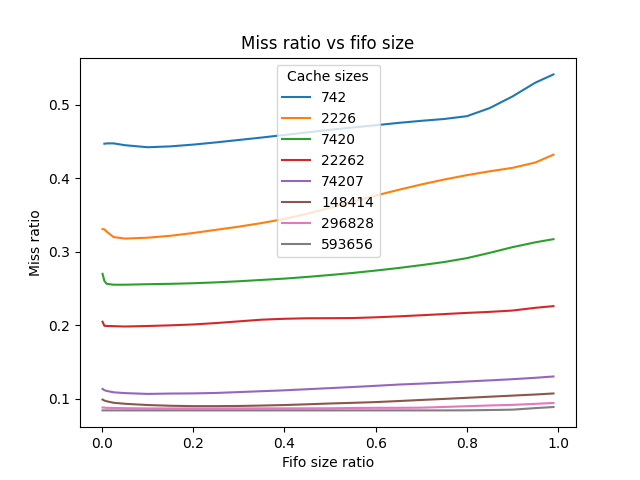 Miss ratio vs fifo size
Cache sizes
742
2226
7420
22262
74207
148414
296828
593656
0.5
0.4
0.3
0.2
0.1
Miss ratio
0.0 0.2 0.4 0.6 0.8 1.0
Fifo size ratio